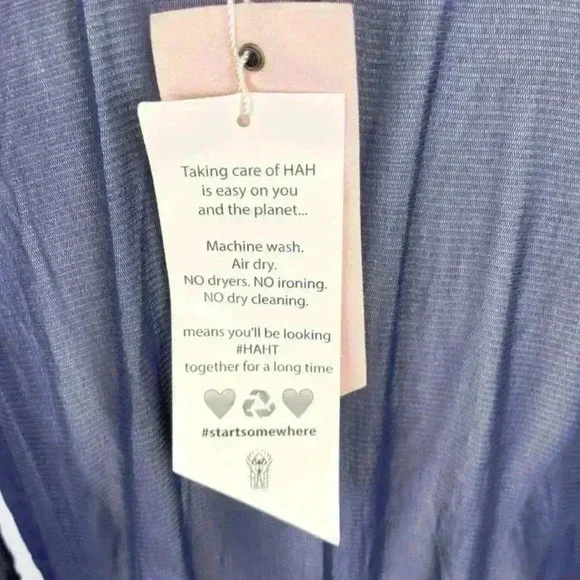 Taking care of HAH
is easy on you
and the planet...
Machine wash.
Air dry.
NO dryers. NO ironing.
NO dry cleaning.
means you'll be looking
#HAHT
together for a long time
#startsomewhere